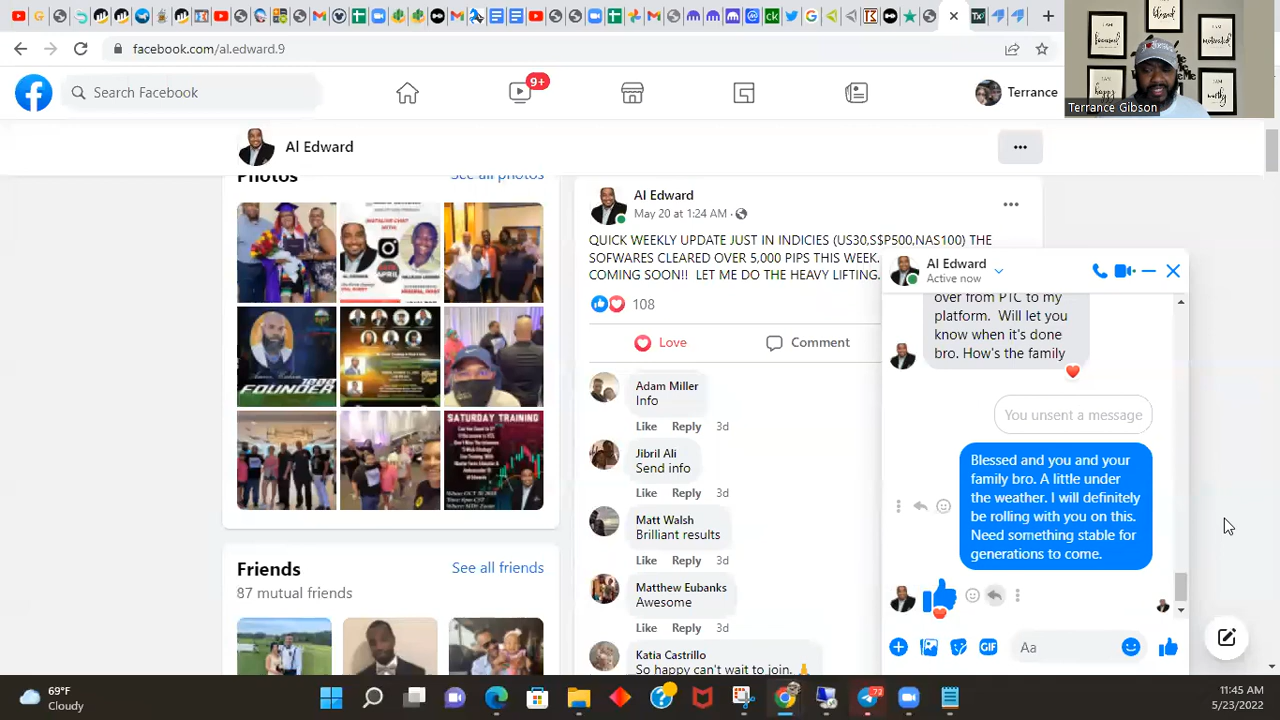 facebook.com/al.edward.9
Search Facebook
9+
Terrance
Terrance Gibson
Al Edward
•••
Photos
See all photos
SATURDAY TRAINING
FOUNDER
Friends
See all friends
87 mutual friends
Al Edward
May 20 at 1:24 AM
QUICK WEEKLY UPDATE JUST IN INDICIES (US30,S$P500,NAS100) THE
SOFWARES CLEARED OVER 5,000 PIPS THIS WEEK.
COMING SOON!! LET ME DO THE HEAVY LIFTING.
108
Love
Comment
Adam Miller
Info
Like Reply 3d
Jibril Ali
Send info
Like Reply 3d
Matt Walsh
Brilliant results
Like Reply 3d
Matthew Eubanks
Awesome
Like Reply 3d
Katia Castrillo
So happy can't wait to join.
Al Edward
Active now
over from PTC to my
platform. Will let you
know when it's done
bro. How's the family
You unsent a message
Blessed and you and your
family bro. A little under
the weather. I will definitely
be rolling with you on this.
Need something stable for
generations to come.
GIF
Aa
69°F
Cloudy
72
11:45 AM
5/23/2022